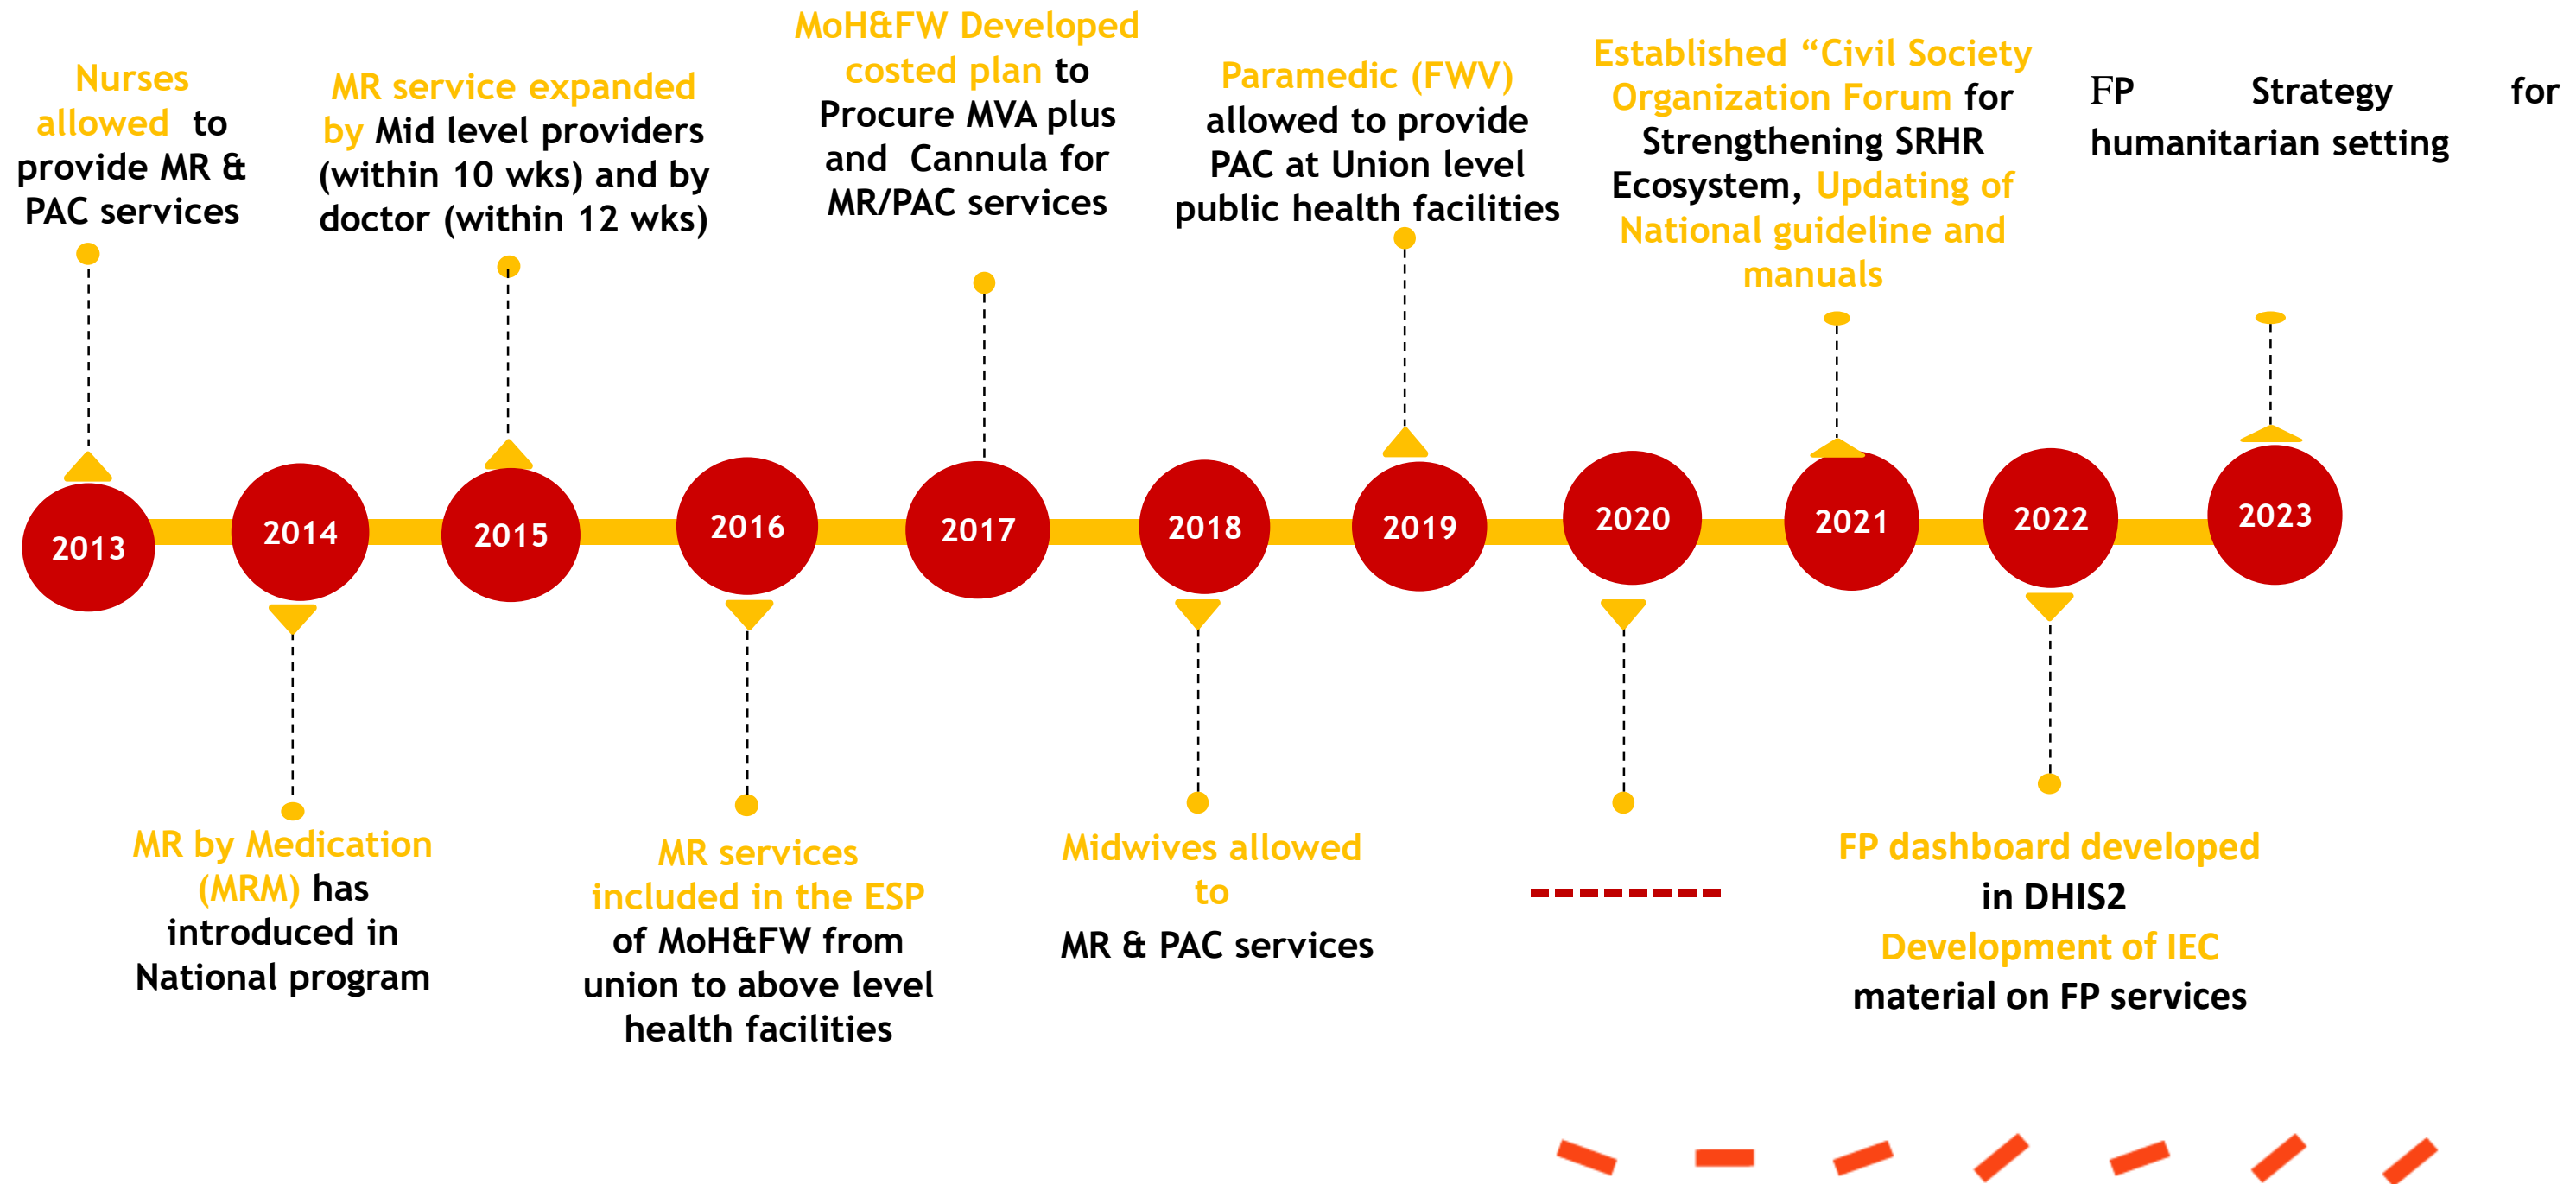 Nurses
allowed to
provide MR &
PAC services
MR service expanded
by Mid level providers
(within 10 wks) and by
doctor (within 12 wks)
MoH&FW Developed
costed plan to
Procure MVA plus
and Cannula for
MR/PAC services
Paramedic (FWV)
allowed to provide
PAC at Union level
public health facilities
Established “Civil Society
Organization Forum for
Strengthening SRHR
Ecosystem, Updating of
National guideline and
manuals
FP Strategy for
humanitarian setting
2013
2014
2015
2016
2017
2018
2019
2020
2021
2022
2023
MR by Medication
(MRM) has
introduced in
National program
MR services
included in the ESP
of MoH&FW from
union to above level
health facilities
Midwives allowed
to
MR & PAC services
FP dashboard developed
in DHIS2
Development of IEC
material on FP services